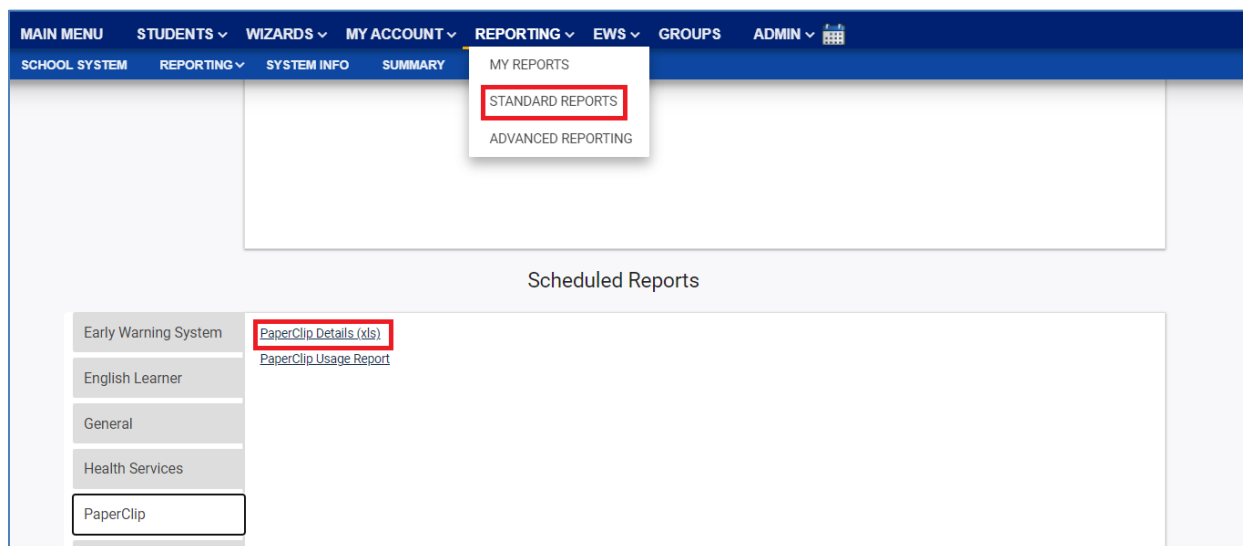 MAIN MENU STUDENTS WIZARDS MY ACCOUNT REPORTING EWS GROUPS ADMIN
SCHOOL SYSTEM REPORTING SYSTEM INFO SUMMARY
MY REPORTS
STANDARD REPORTS
ADVANCED REPORTING
Scheduled Reports
Early Warning System
English Learner
General
Health Services
PaperClip
PaperClip Details (xls)
PaperClip Usage Report